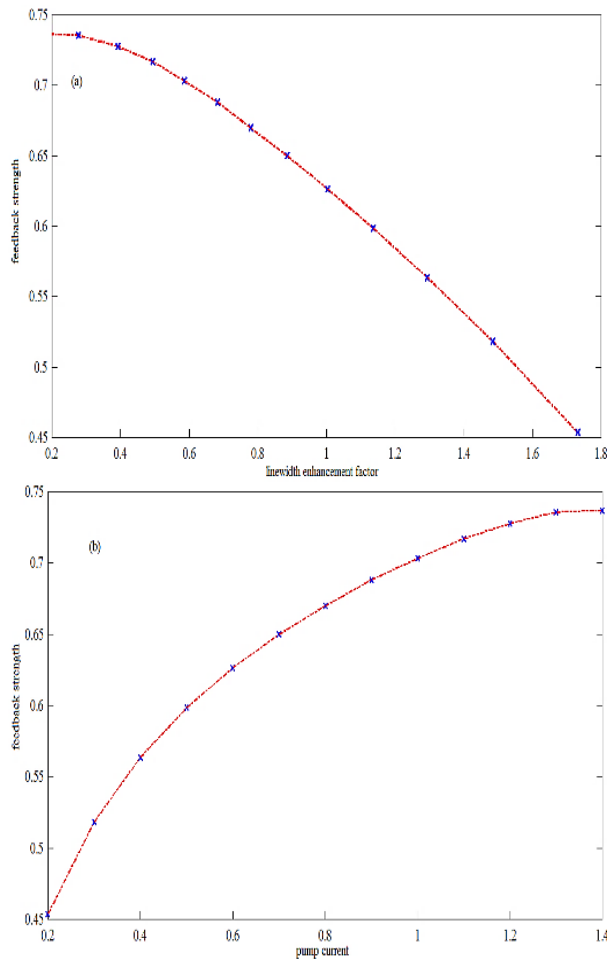 0.75
0.7
0.65
0.6
0.55
0.5
0.45
feedback strength
(a)
0.2 0.4 0.6 0.8 1 1.2 1.4 1.6 1.8
linewidth enhancement factor
0.75
0.7
0.65
0.6
0.55
0.5
0.45
feedback strength
(b)
0.2 0.4 0.6 0.8 1 1.2 1.4
pump current